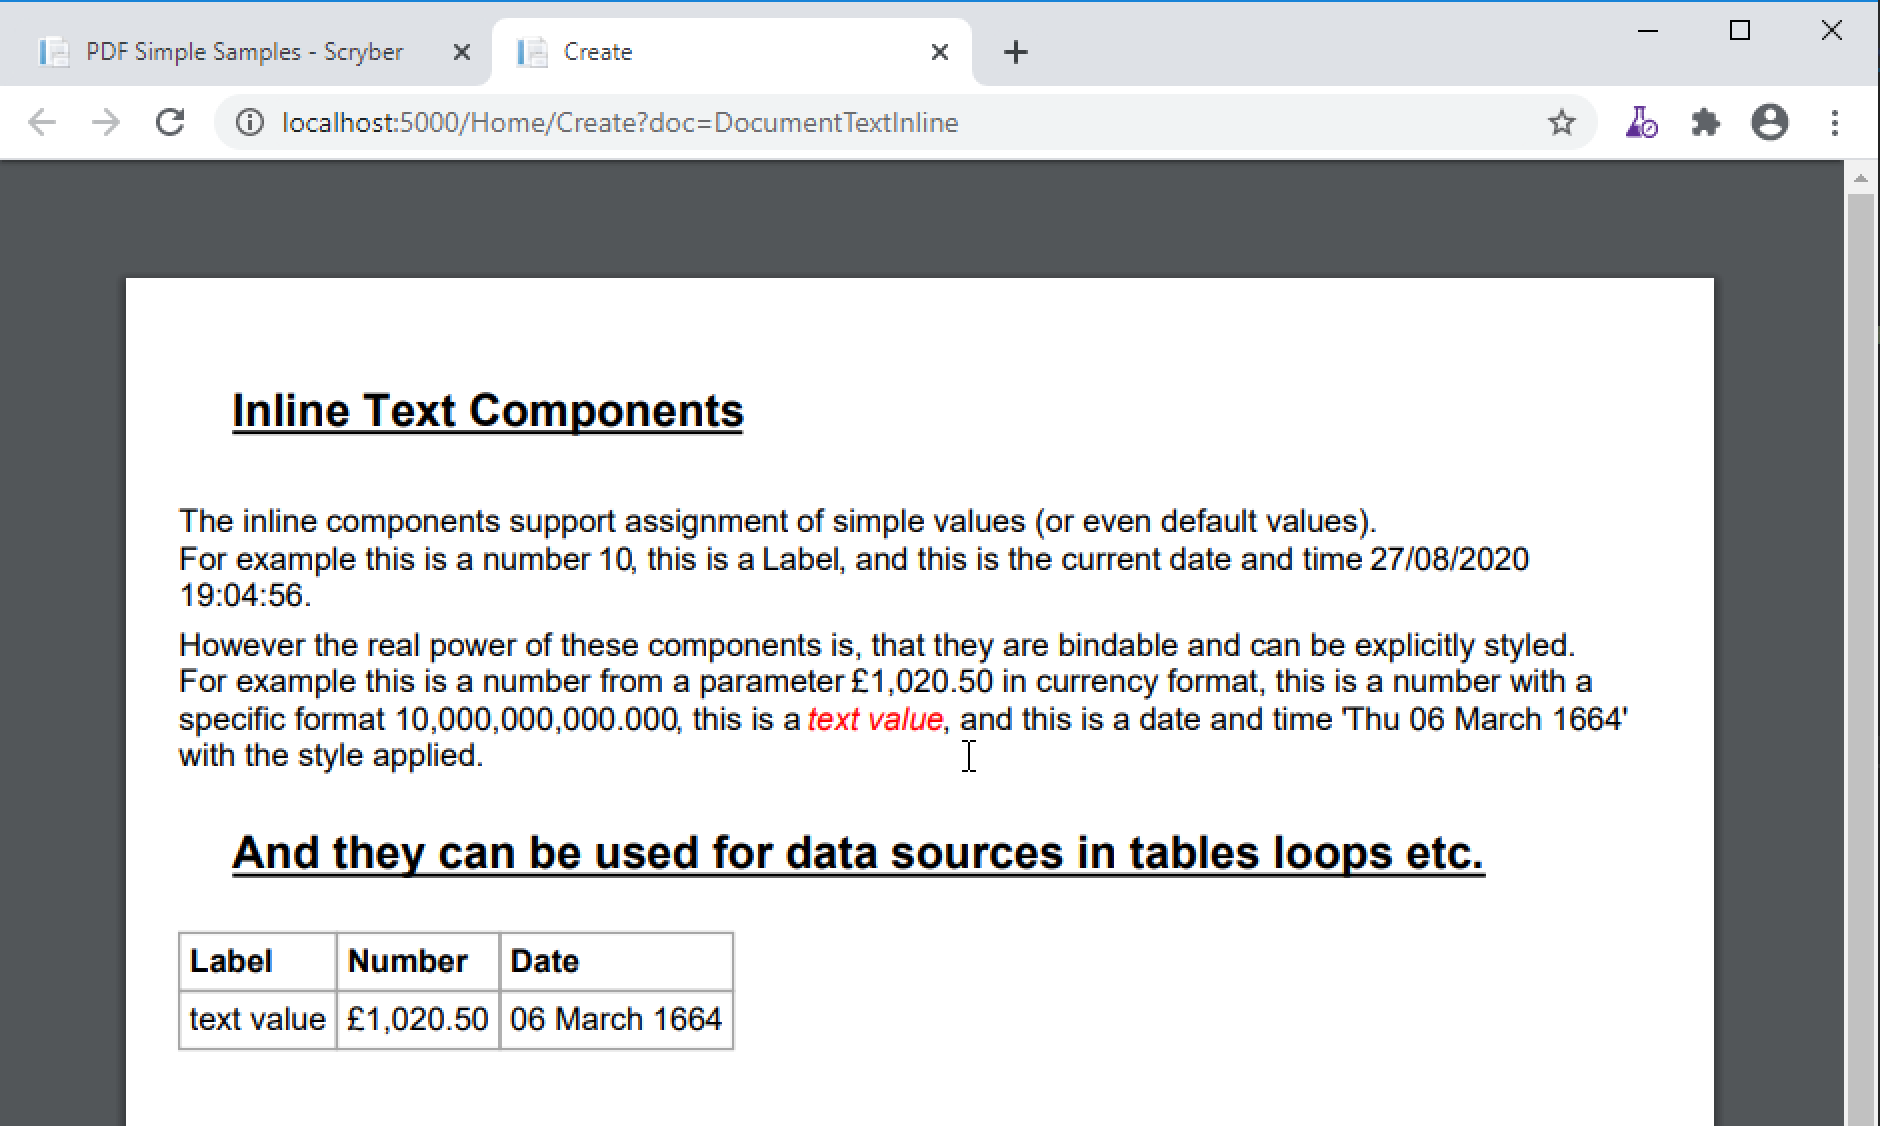 PDF Simple Samples - Scryber
Create
localhost:5000/Home/Create?doc=DocumentTextInline
Inline Text Components
The inline components support assignment of simple values (or even default values).
For example this is a number 10, this is a Label, and this is the current date and time 27/08/2020
19:04:56.
However the real power of these components is, that they are bindable and can be explicitly styled.
For example this is a number from a parameter £1,020.50 in currency format, this is a number with a
specific format 10,000,000,000.000, this is a text value, and this is a date and time 'Thu 06 March 1664'
with the style applied.
And they can be used for data sources in tables loops etc.
Label Number Date
text value £1,020.50 06 March 1664